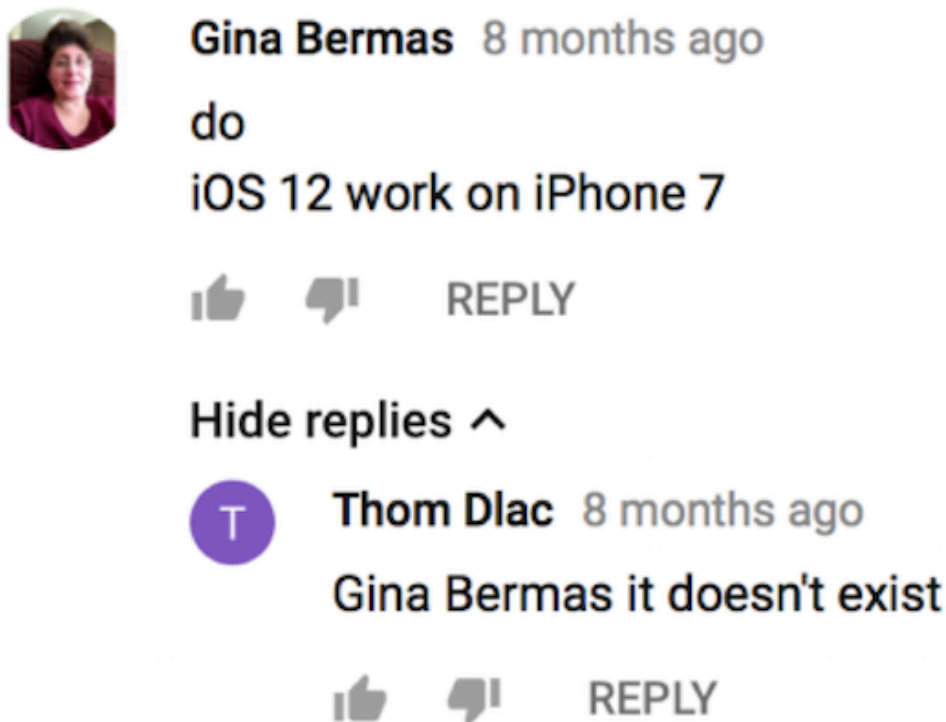 Gina Bermas 8 months ago
do
iOS 12 work on iPhone 7
REPLY
Hide replies
T
Thom Dlac 8 months ago
Gina Bermas it doesn't exist
REPLY